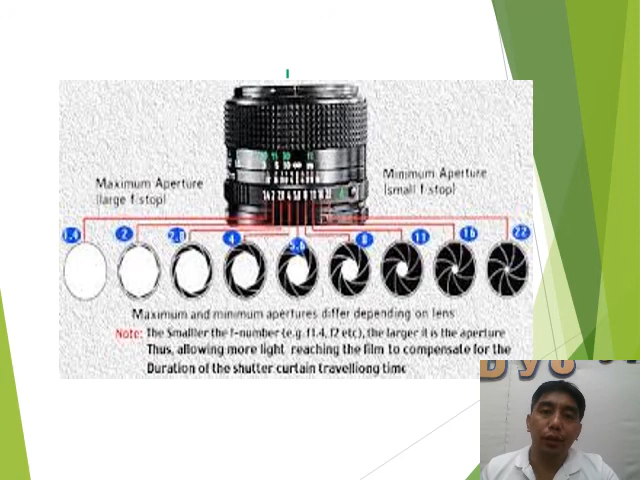 Maximum Aperture
(large f stop)
Minimum Aperture
(small f stop)
1.4 2 2.8 4 5.6 8 11 16 22
Maximum and minimum apertures differ depending on lens
Note: The Smalller the f-number (e.g. f1.4, f2 etc), the larger it is the aperture
Thus, allowing more light reaching the film to compensate for the
Duration of the shutter curtain travelliong time